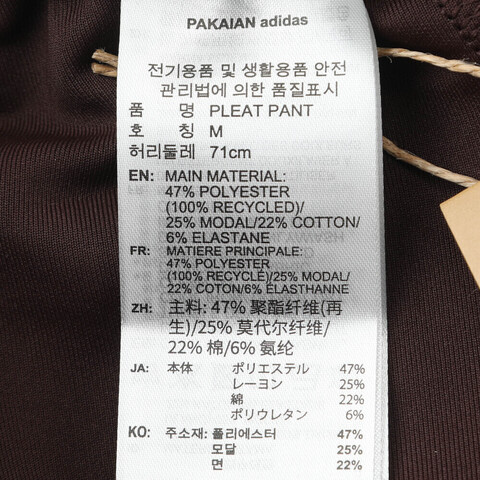 PAKAIAN adidas
전기용품 및 생활용품 안전
관리법에 의한 품질표시
품 명 PLEAT PANT
호 칭 M
허리둘레 71cm
EN: MAIN MATERIAL:
47% POLYESTER
(100% RECYCLED)/
25% MODAL/22% COTTON/
6% ELASTANE
FR: MATIERE PRINCIPALE:
47% POLYESTER
(100% RECYCLÉ)/25% MODAL/
22% COTON/6% ELASTHANNE
ZH: 主料: 47% 聚酯纤维(再
生)/25% 莫代尔纤维/
22% 棉/6% 氨纶
JA: 本体 ポリエステル 47%
レーヨン 25%
綿 22%
ポリウレタン 6%
KO: 주소재: 폴리에스터 47%
모달 25%
면 22%